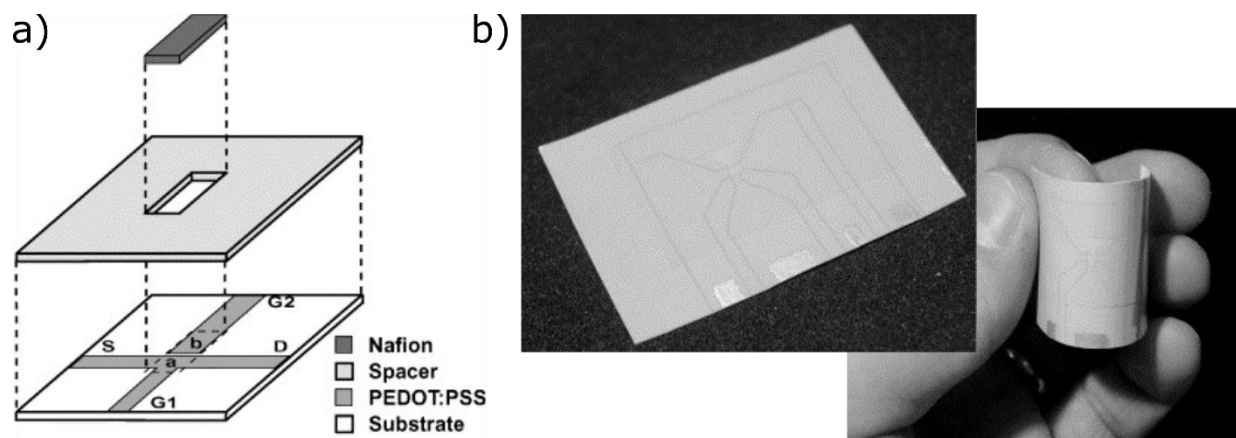 a)
b)
G2
S
b
D
a
G1
Nafion
Spacer
PEDOT:PSS
Substrate